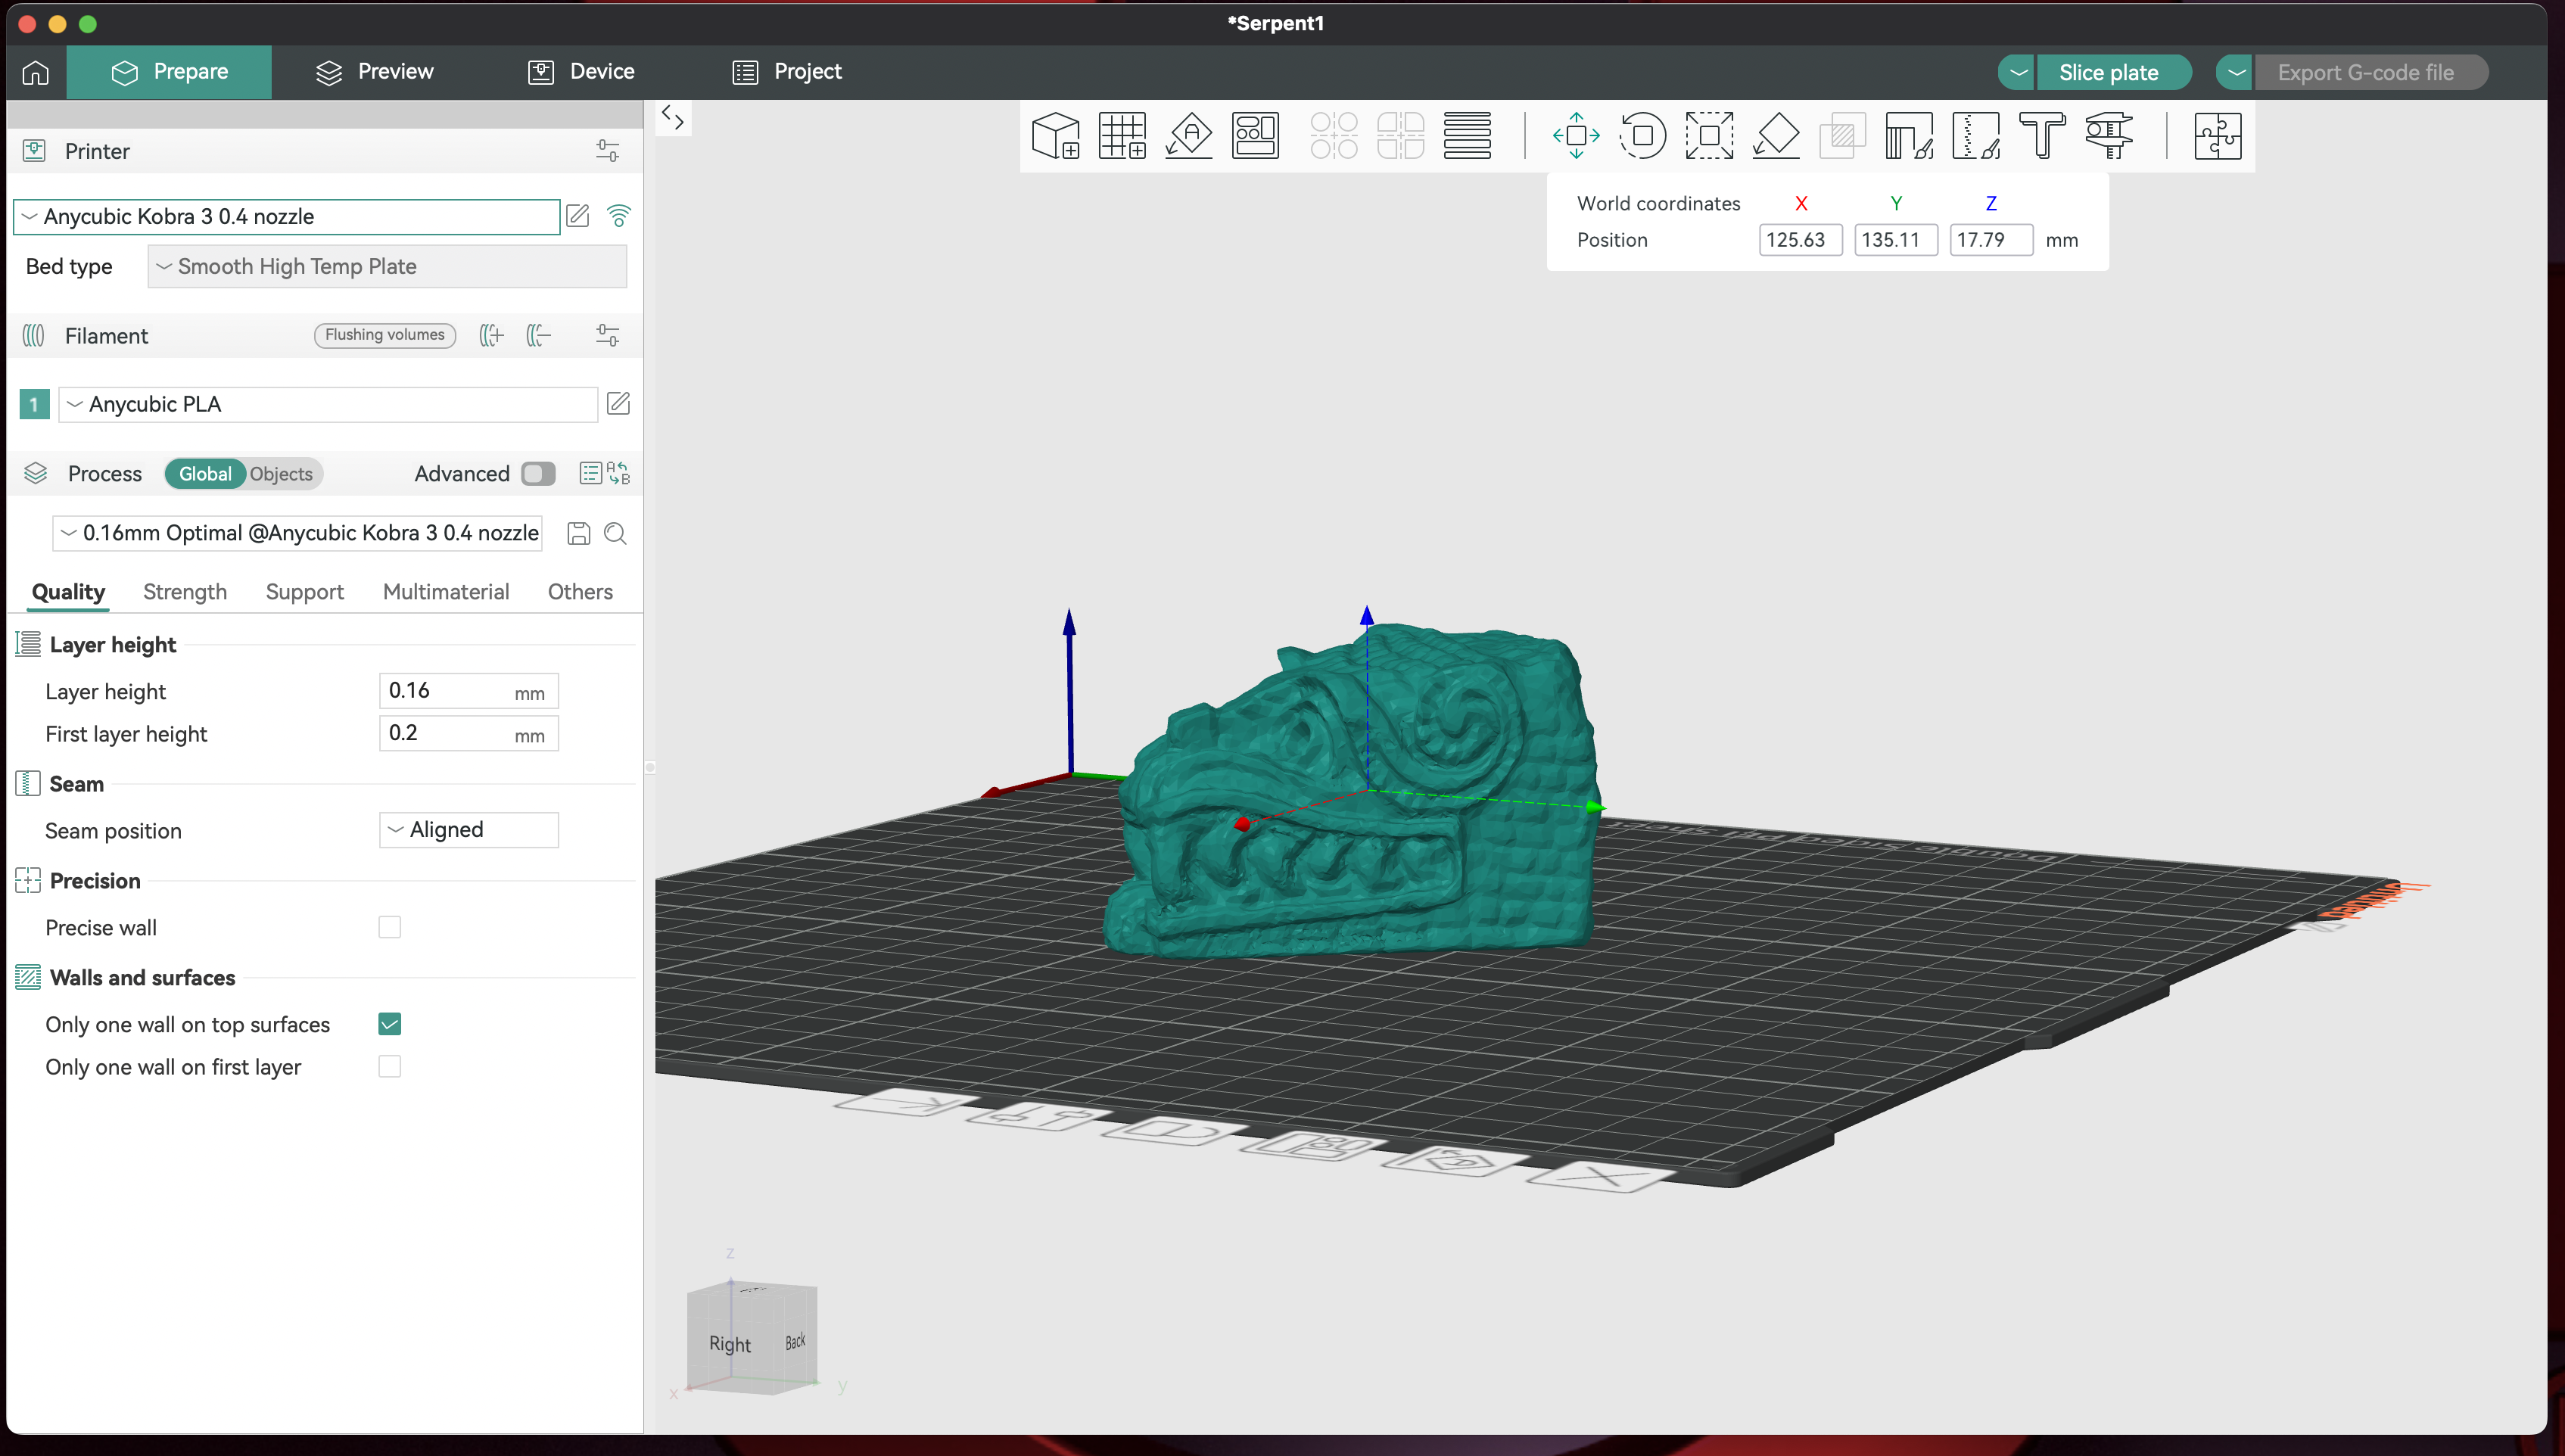 *Serpent1
Prepare
Preview
Device
Project
Slice plate
Export G-code file
Printer
Anycubic Kobra 3 0.4 nozzle
Bed type
Smooth High Temp Plate
Filament
Flushing volumes
1
Anycubic PLA
Process
Global
Objects
Advanced
0.16mm Optimal @Anycubic Kobra 3 0.4 nozzle
Quality
Strength
Support
Multimaterial
Others
Layer height
Layer height
0.16 mm
First layer height
0.2 mm
Seam
Seam position
Aligned
Precision
Precise wall
Walls and surfaces
Only one wall on top surfaces
Only one wall on first layer
World coordinates X Y Z
Position 125.63 135.11 17.79 mm
Double sided PEI sheet
z
Right
Back
x
y